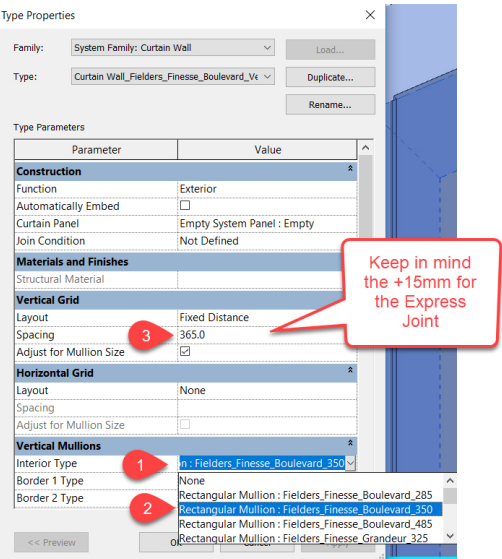 Type Properties
Family: System Family: Curtain Wall Load...
Type: Curtain Wall_Fielders_Finesse_Boulevard_Ve Duplicate...
Rename...
Type Parameters
Parameter Value
Construction
Function Exterior
Automatically Embed
Curtain Panel Empty System Panel : Empty
Join Condition Not Defined
Materials and Finishes
Structural Material
Vertical Grid
Layout Fixed Distance
Spacing 3 365.0
Adjust for Mullion Size
Keep in mind
the +15mm for
the Express
Joint
Horizontal Grid
Layout None
Spacing
Adjust for Mullion Size
Vertical Mullions
Interior Type 1 n : Fielders_Finesse_Boulevard_350
Border 1 Type None
Rectangular Mullion : Fielders_Finesse_Boulevard_285
Border 2 Type 2 Rectangular Mullion : Fielders_Finesse_Boulevard_350
Rectangular Mullion : Fielders_Finesse_Boulevard_485
Rectangular Mullion : Fielders_Finesse_Grandeur_325
<< Preview